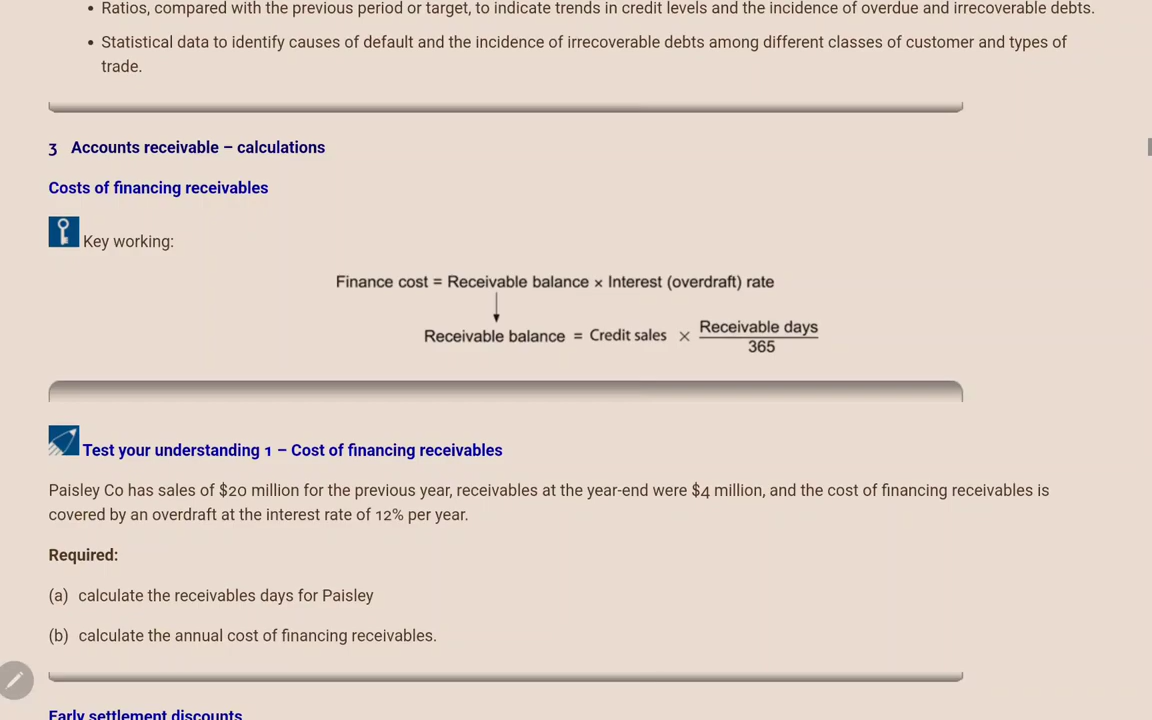 • Ratios, compared with the previous period or target, to indicate trends in credit levels and the incidence of overdue and irrecoverable debts.
• Statistical data to identify causes of default and the incidence of irrecoverable debts among different classes of customer and types of
trade.
3 Accounts receivable – calculations
Costs of financing receivables
Key working:
Finance cost = Receivable balance × Interest (overdraft) rate
Receivable balance = Credit sales × Receivable days
365
Test your understanding 1 – Cost of financing receivables
Paisley Co has sales of $20 million for the previous year, receivables at the year-end were $4 million, and the cost of financing receivables is
covered by an overdraft at the interest rate of 12% per year.
Required:
(a) calculate the receivables days for Paisley
(b) calculate the annual cost of financing receivables.
Early settlement discounts